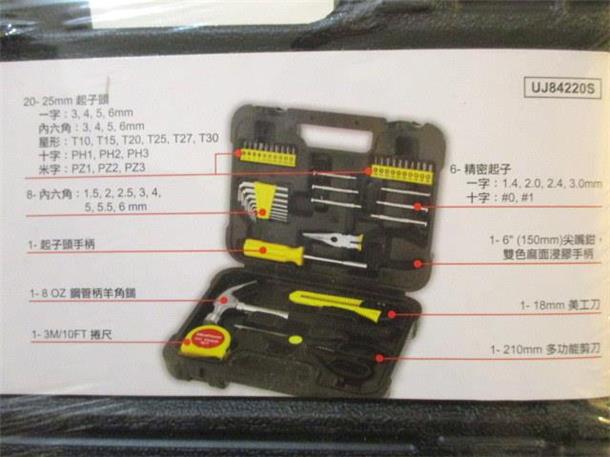 20- 25mm 起子頭
一字: 3, 4, 5, 6mm
內六角: 3, 4, 5, 6mm
星形: T10, T15, T20, T25, T27, T30
十字: PH1, PH2, PH3
米字: PZ1, PZ2, PZ3
8- 內六角: 1.5, 2, 2.5, 3, 4,
5, 5.5, 6 mm
1- 起子頭手柄
1- 8 OZ 鋼管柄羊角鎚
1- 3M/10FT 捲尺
UJ84220S
6- 精密起子
一字: 1.4, 2.0, 2.4, 3.0mm
十字: #0, #1
1- 6" (150mm)尖嘴鉗,
雙色麻面浸膠手柄
1- 18mm 美工刀
1- 210mm 多功能剪刀